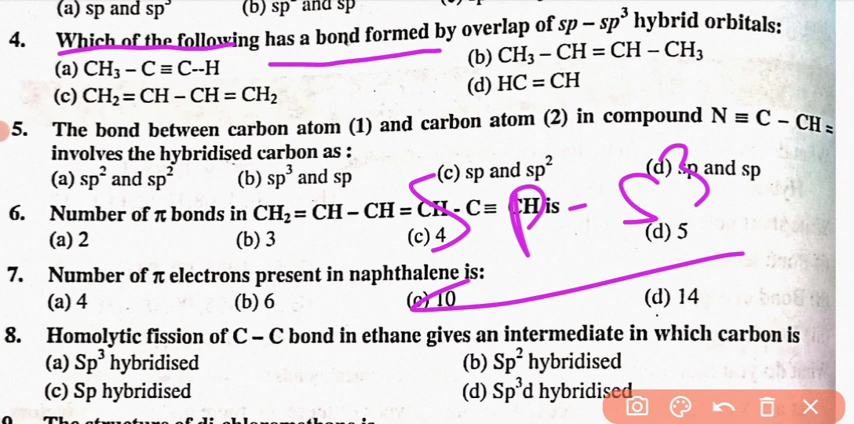 (a) sp and sp³ (b) sp³ and sp
4. Which of the following has a bond formed by overlap of sp – sp³ hybrid orbitals:
(a) CH₃ – C ≡ C--H (b) CH₃ – CH = CH – CH₃
(c) CH₂ = CH – CH = CH₂ (d) HC = CH
5. The bond between carbon atom (1) and carbon atom (2) in compound N ≡ C – CH =
involves the hybridised carbon as :
(a) sp² and sp² (b) sp³ and sp (c) sp and sp² (d) sp and sp
6. Number of π bonds in CH₂ = CH – CH = CH - C ≡ CH is
(a) 2 (b) 3 (c) 4 (d) 5
SP - S 3
7. Number of π electrons present in naphthalene is:
(a) 4 (b) 6 (c) 10 (d) 14
8. Homolytic fission of C – C bond in ethane gives an intermediate in which carbon is
(a) Sp³ hybridised (b) Sp² hybridised
(c) Sp hybridised (d) Sp³d hybridised